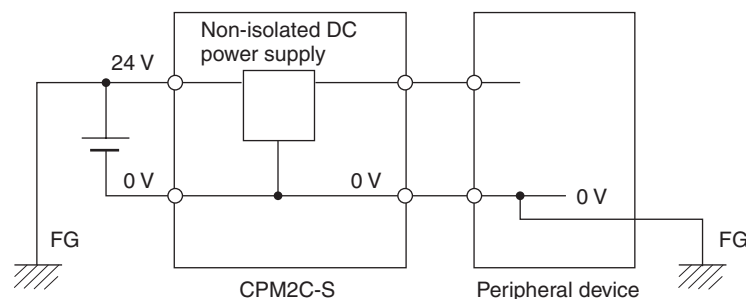 Non-isolated DC
power supply
24 V
0 V
0 V
0 V
FG
FG
CPM2C-S
Peripheral device